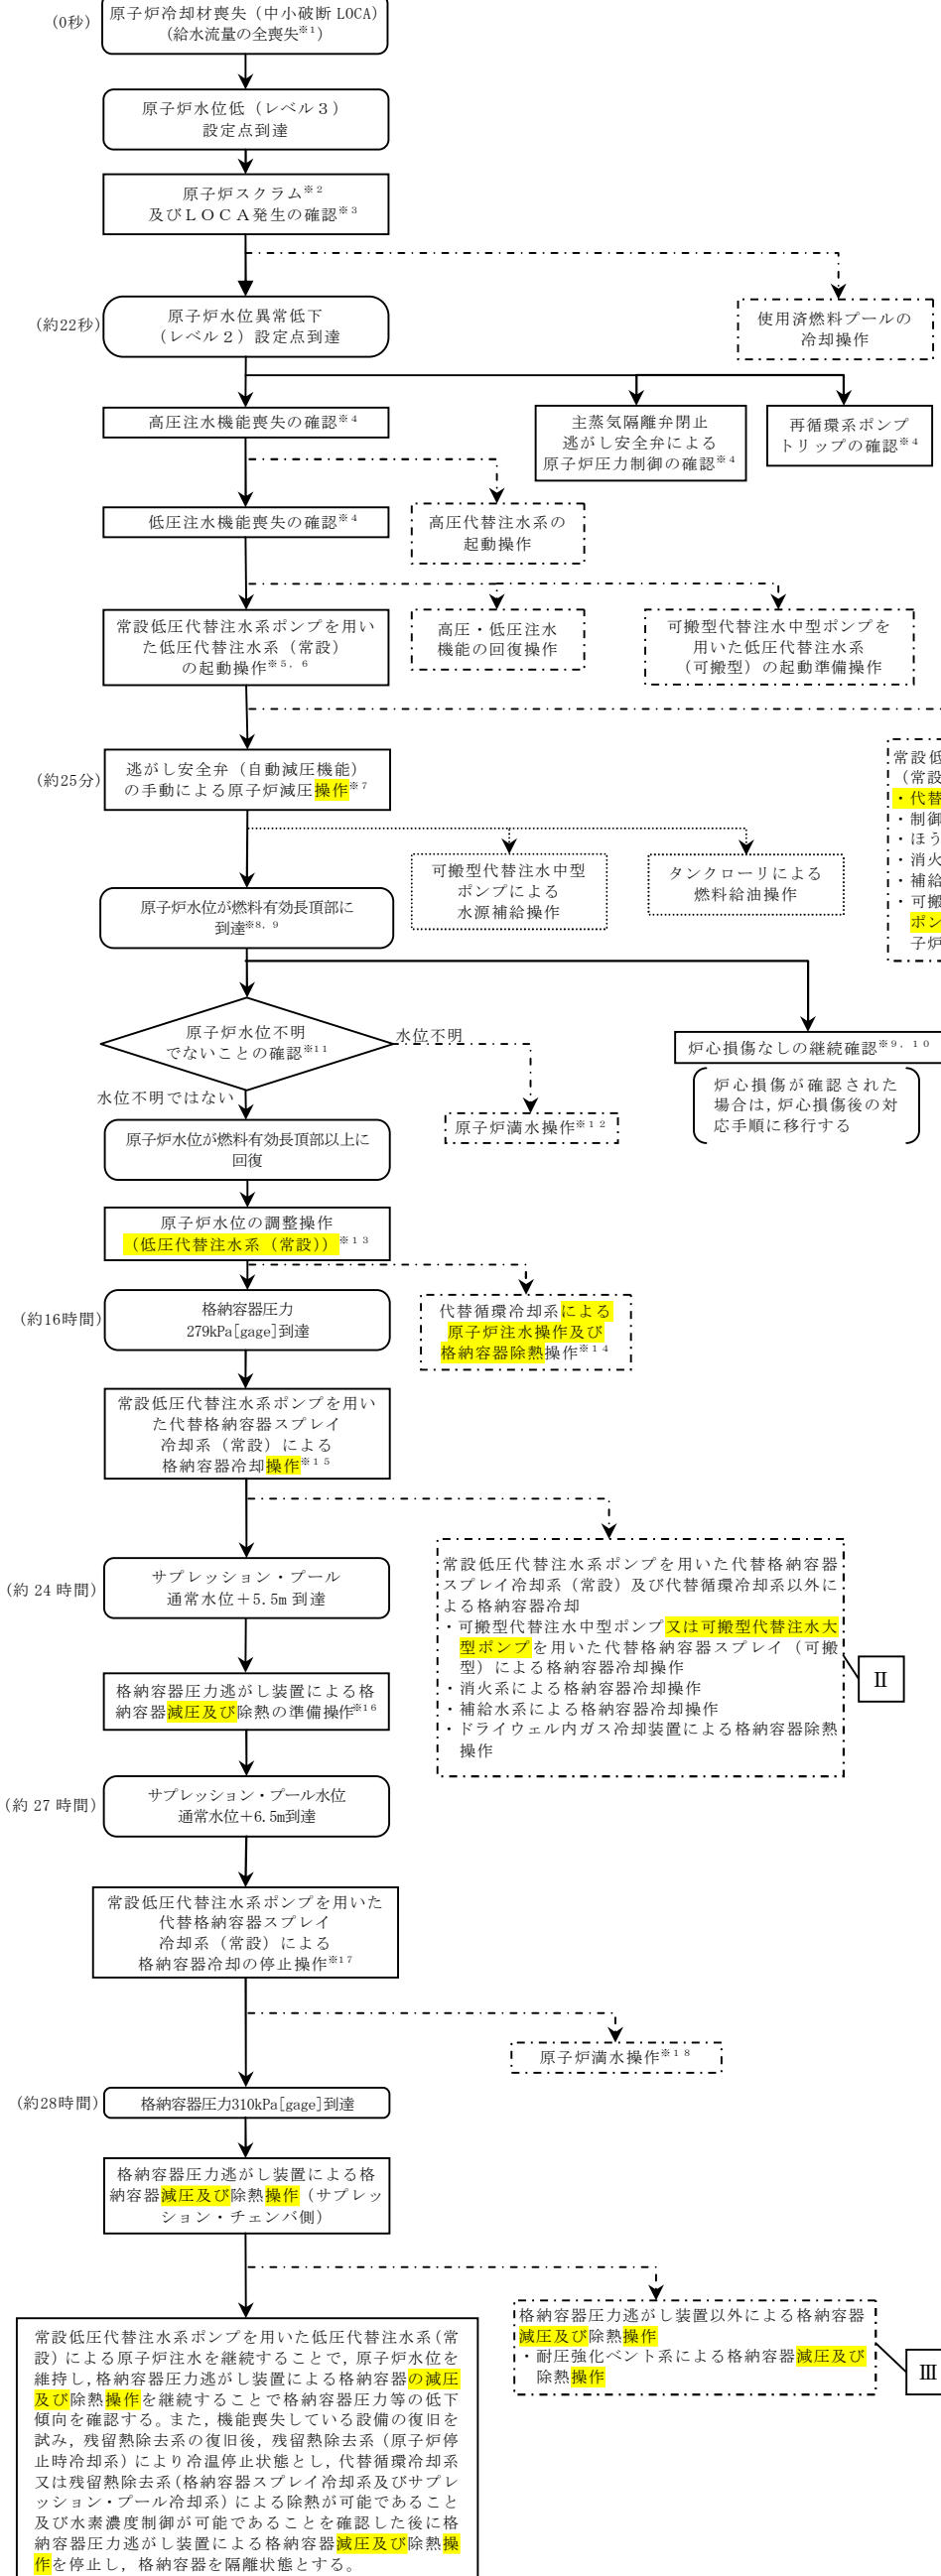 (0秒)
原子炉冷却材喪失（中小破断 LOCA）
（給水流量の全喪失※１）
原子炉水位低（レベル３）
設定点到達
原子炉スクラム※２
及びＬＯＣＡ発生の確認※３
(約22秒)
原子炉水位異常低下
（レベル２）設定点到達
使用済燃料プールの
冷却操作
高圧注水機能喪失の確認※４
主蒸気隔離弁閉止
逃がし安全弁による
原子炉圧力制御の確認※４
再循環系ポンプ
トリップの確認※４
低圧注水機能喪失の確認※４
高圧代替注水系の
起動操作
常設低圧代替注水系ポンプを用い
た低圧代替注水系（常設）
の起動操作※５，６
高圧・低圧注水
機能の回復操作
可搬型代替注水中型ポンプを
用いた低圧代替注水系
（可搬型）の起動準備操作
(約25分)
逃がし安全弁（自動減圧機能）
の手動による原子炉減圧操作※７
常設低
（常設
・代替
・制御
・ほう
・消火
・補給
・可搬
ポン
子炉
可搬型代替注水中型
ポンプによる
水源補給操作
タンクローリによる
燃料給油操作
原子炉水位が燃料有効長頂部に
到達※8，9
原子炉水位不明
でないことの確認※１１
水位不明
水位不明ではない
炉心損傷なしの継続確認※９，１０
炉心損傷が確認された
場合は，炉心損傷後の対
応手順に移行する
原子炉満水操作※１２
原子炉水位が燃料有効長頂部以上に
回復
原子炉水位の調整操作
（低圧代替注水系（常設））※１３
(約16時間)
格納容器圧力
279kPa[gage]到達
代替循環冷却系による
原子炉注水操作及び
格納容器除熱操作※１４
常設低圧代替注水系ポンプを用い
た代替格納容器スプレイ
冷却系（常設）による
格納容器冷却操作※１５
(約 24 時間)
サプレッション・プール
通常水位＋5.5m 到達
常設低圧代替注水系ポンプを用いた代替格納容器
スプレイ冷却系（常設）及び代替循環冷却系以外に
よる格納容器冷却
・可搬型代替注水中型ポンプ又は可搬型代替注水大
型ポンプを用いた代替格納容器スプレイ（可搬
型）による格納容器冷却操作
・消火系による格納容器冷却操作
・補給水系による格納容器冷却操作
・ドライウェル内ガス冷却装置による格納容器除熱
操作
Ⅱ
格納容器圧力逃がし装置による格
納容器減圧及び除熱の準備操作※16
(約 27 時間)
サプレッション・プール水位
通常水位＋6.5m到達
常設低圧代替注水系ポンプを用いた
代替格納容器スプレイ
冷却系（常設）による
格納容器冷却の停止操作※17
原子炉満水操作※１８
(約28時間)
格納容器圧力310kPa[gage]到達
格納容器圧力逃がし装置による格
納容器減圧及び除熱操作（サプレッ
ション・チェンバ側）
格納容器圧力逃がし装置以外による格納容器
減圧及び除熱操作
・耐圧強化ベント系による格納容器減圧及び
除熱操作
Ⅲ
常設低圧代替注水系ポンプを用いた低圧代替注水系（常
設）による原子炉注水を継続することで，原子炉水位を
維持し，格納容器圧力逃がし装置による格納容器の減圧
及び除熱操作を継続することで格納容器圧力等の低下
傾向を確認する。また，機能喪失している設備の復旧を
試み，残留熱除去系の復旧後，残留熱除去系（原子炉停
止時冷却系）により冷温停止状態とし，代替循環冷却系
又は残留熱除去系（格納容器スプレイ冷却系及びサプレ
ッション・プール冷却系）による除熱が可能であること
及び水素濃度制御が可能であることを確認した後に格
納容器圧力逃がし装置による格納容器減圧及び除熱操
作を停止し，格納容器を隔離状態とする。